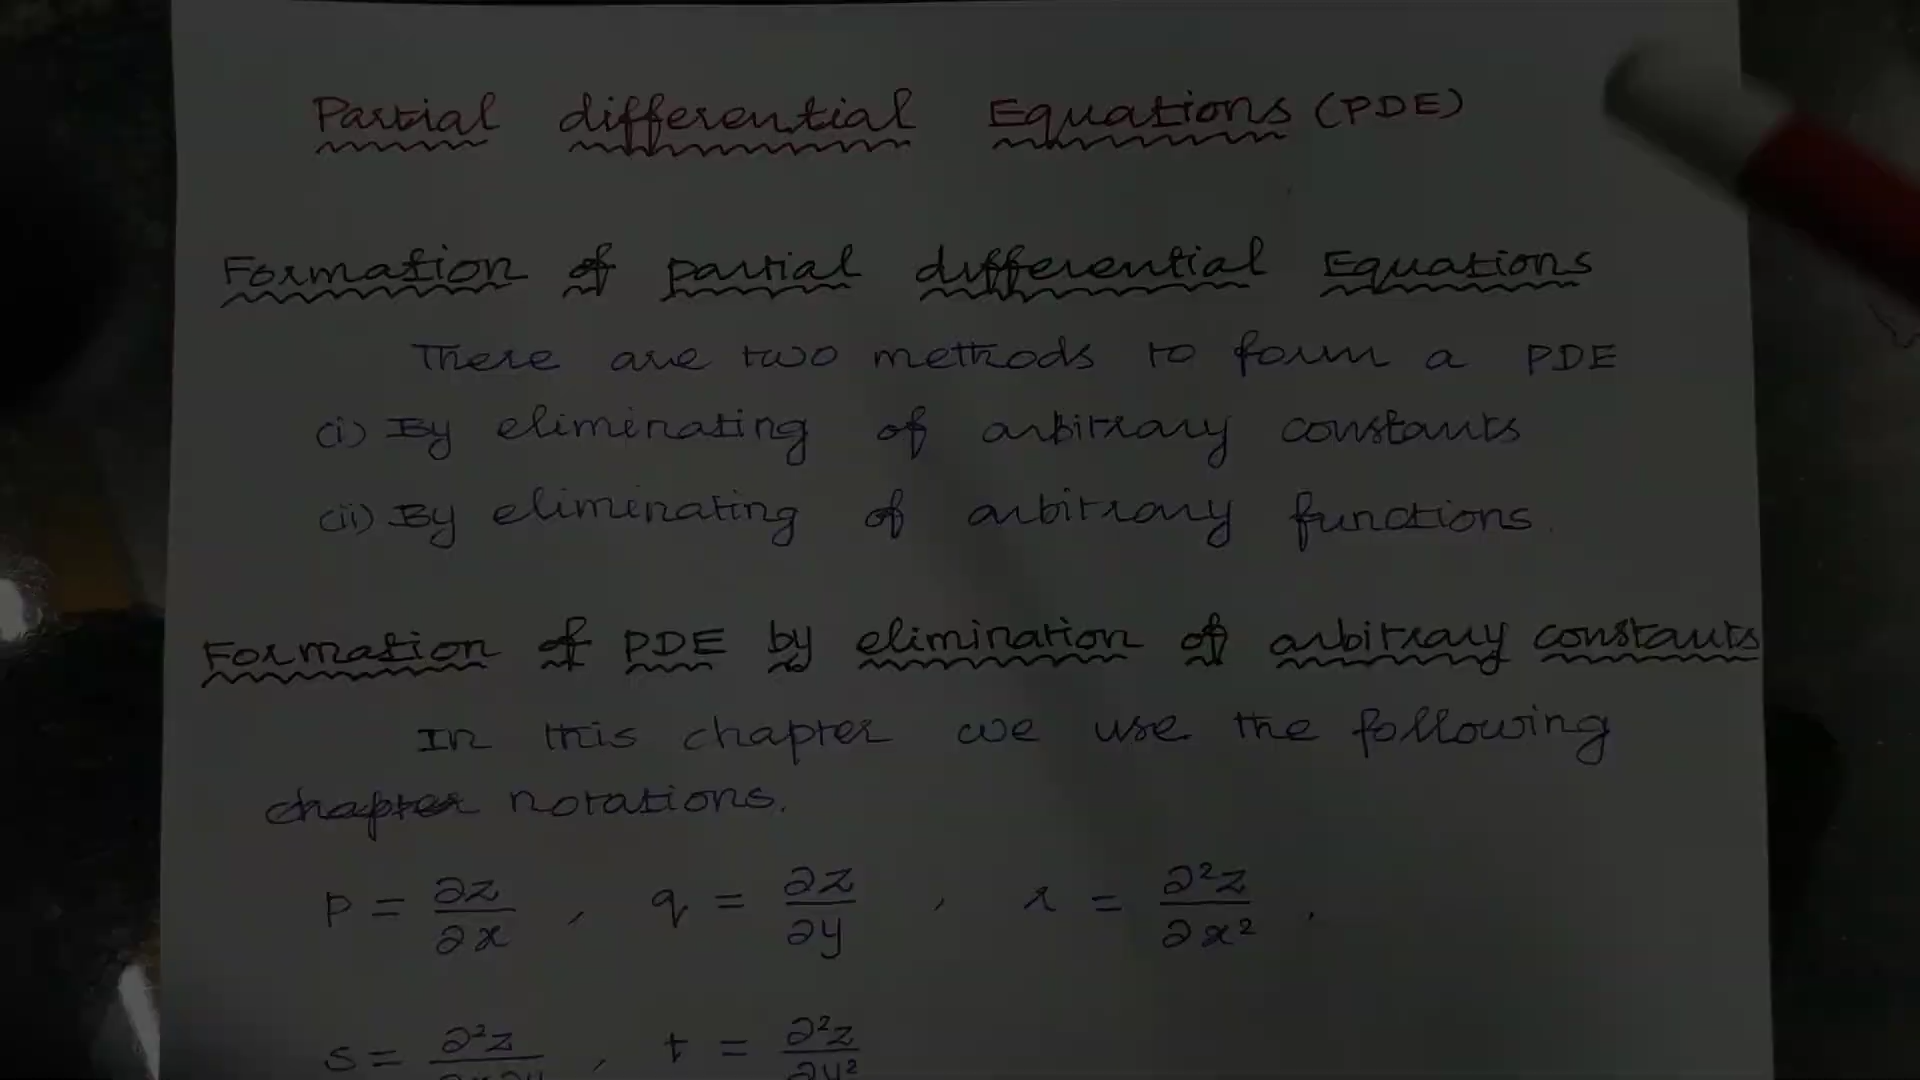 Partial differential Equations (PDE)
Formation of partial differential Equations
There are two methods to form a PDE
(i) By eliminating of arbitrary constants
(ii) By eliminating of arbitrary functions.
Formation of PDE by elimination of arbitrary constants
In this chapter we use the following
chapter notations.
p = ∂z/∂x , q = ∂z/∂y , r = ∂²z/∂x² ,
s = ∂²z/∂x∂y , t = ∂²z/∂y²